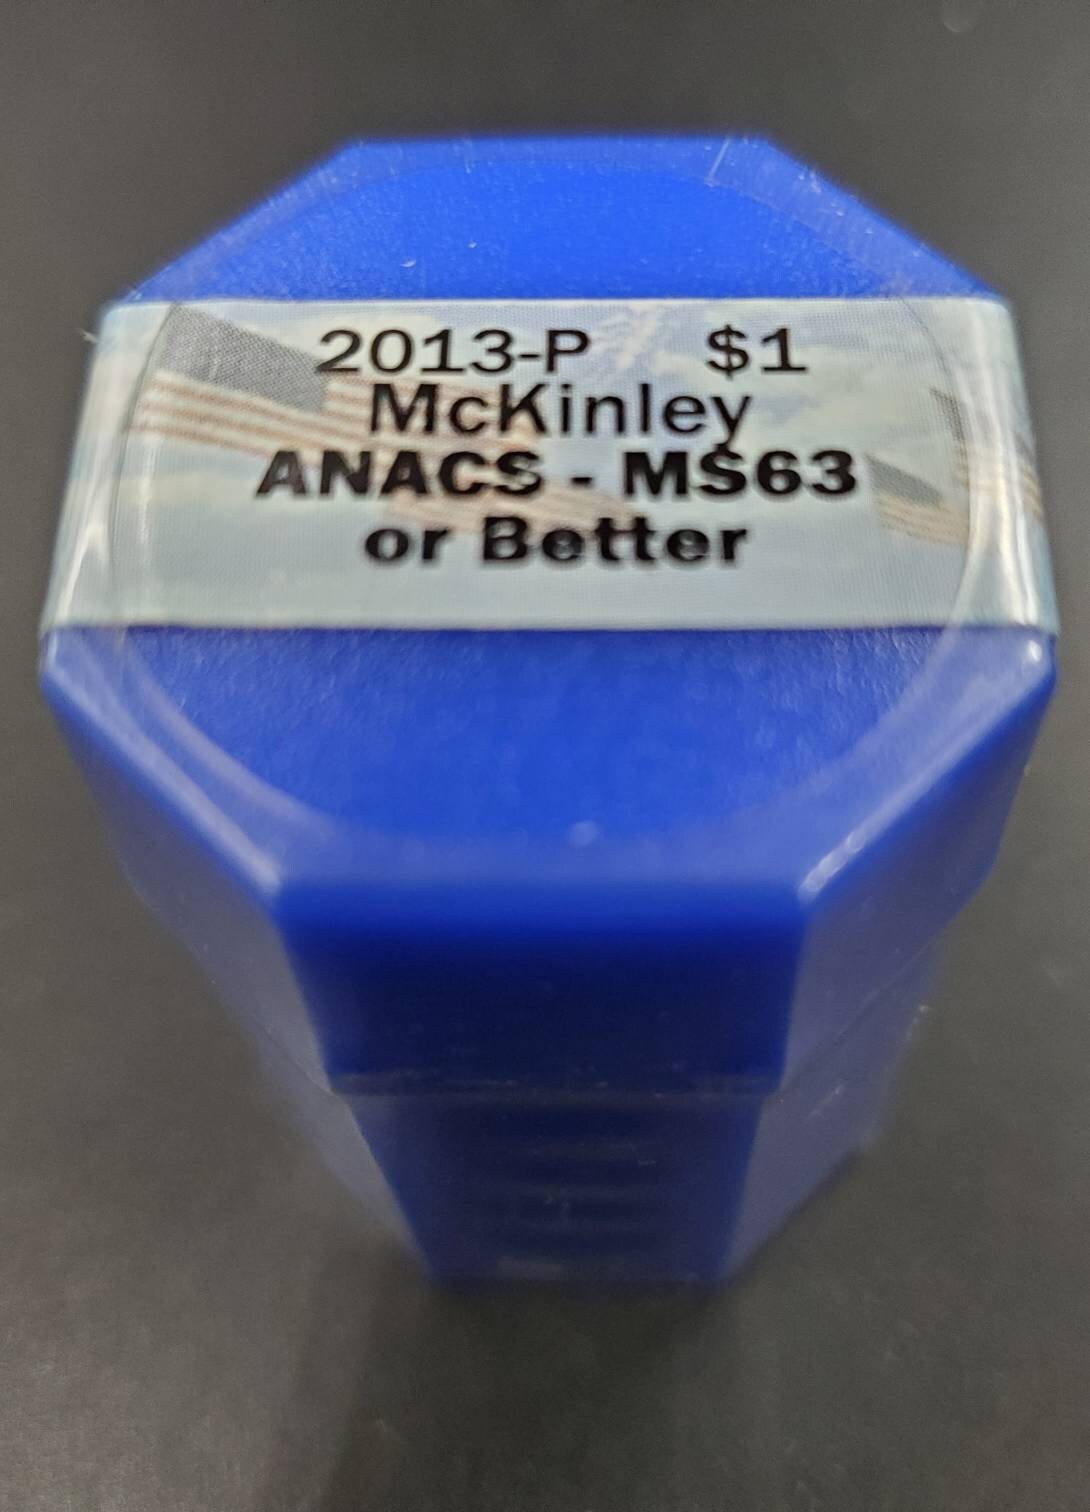 2013-P $1
McKinley
ANACS - MS63
or Better